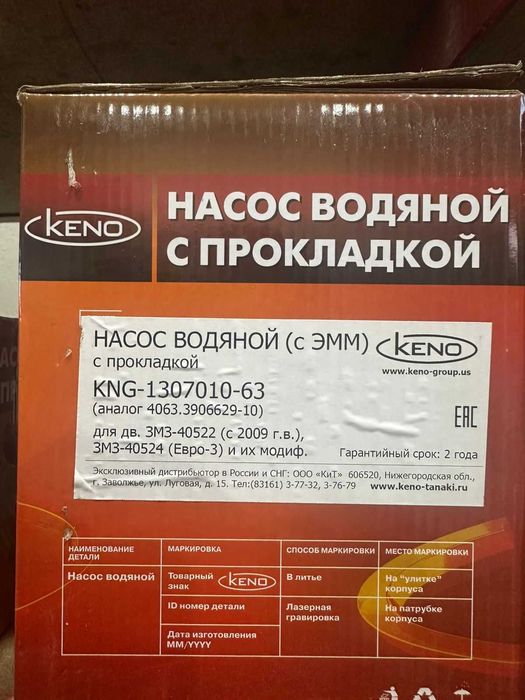 KENO
НАСОС ВОДЯНОЙ
С ПРОКЛАДКОЙ
НАСОС ВОДЯНОЙ (с ЭММ)
с прокладкой
KENO
www.keno-group.us
KNG-1307010-63
(аналог 4063.3906629-10)
для дв. ЗМЗ-40522 (с 2009 г.в.),
ЗМЗ-40524 (Евро-3) и их модиф.
EAC
Гарантийный срок: 2 года
Эксклюзивный дистрибьютор в России и СНГ: ООО «КиТ» 606520, Нижегородская обл.,
г. Заволжье, ул. Луговая, д. 15. Тел:(83161) 3-77-32, 3-76-79 www.keno-tanaki.ru
НАИМЕНОВАНИЕ ДЕТАЛИ МАРКИРОВКА СПОСОБ МАРКИРОВКИ МЕСТО МАРКИРОВКИ
Насос водяной Товарный знак KENO В литье На "улитке" корпуса
ID номер детали Лазерная гравировка На патрубке корпуса
Дата изготовления
MM/YYYY